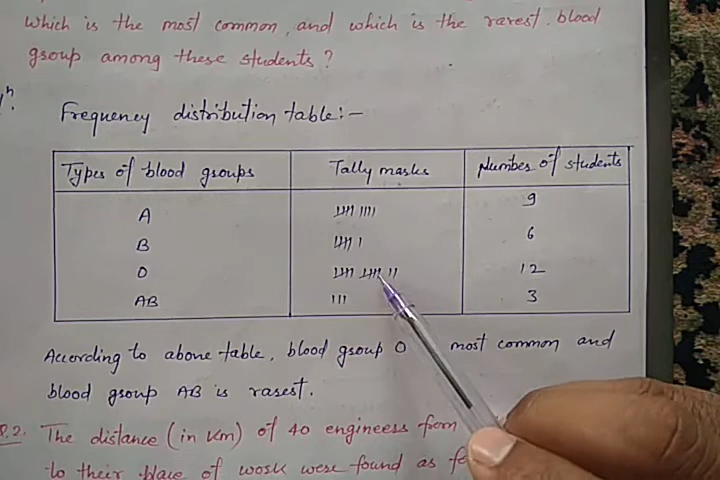 which is the most common, and which is the rarest blood
group among these students?
Frequency distribution table:-
Types of blood groups Tally marks Number of students
A 9
B 6
O 12
AB 3
According to above table, blood group O most common and
blood group AB is rarest.
Q.2. The distance (in Km) of 40 engineers from
to their place of work were found as